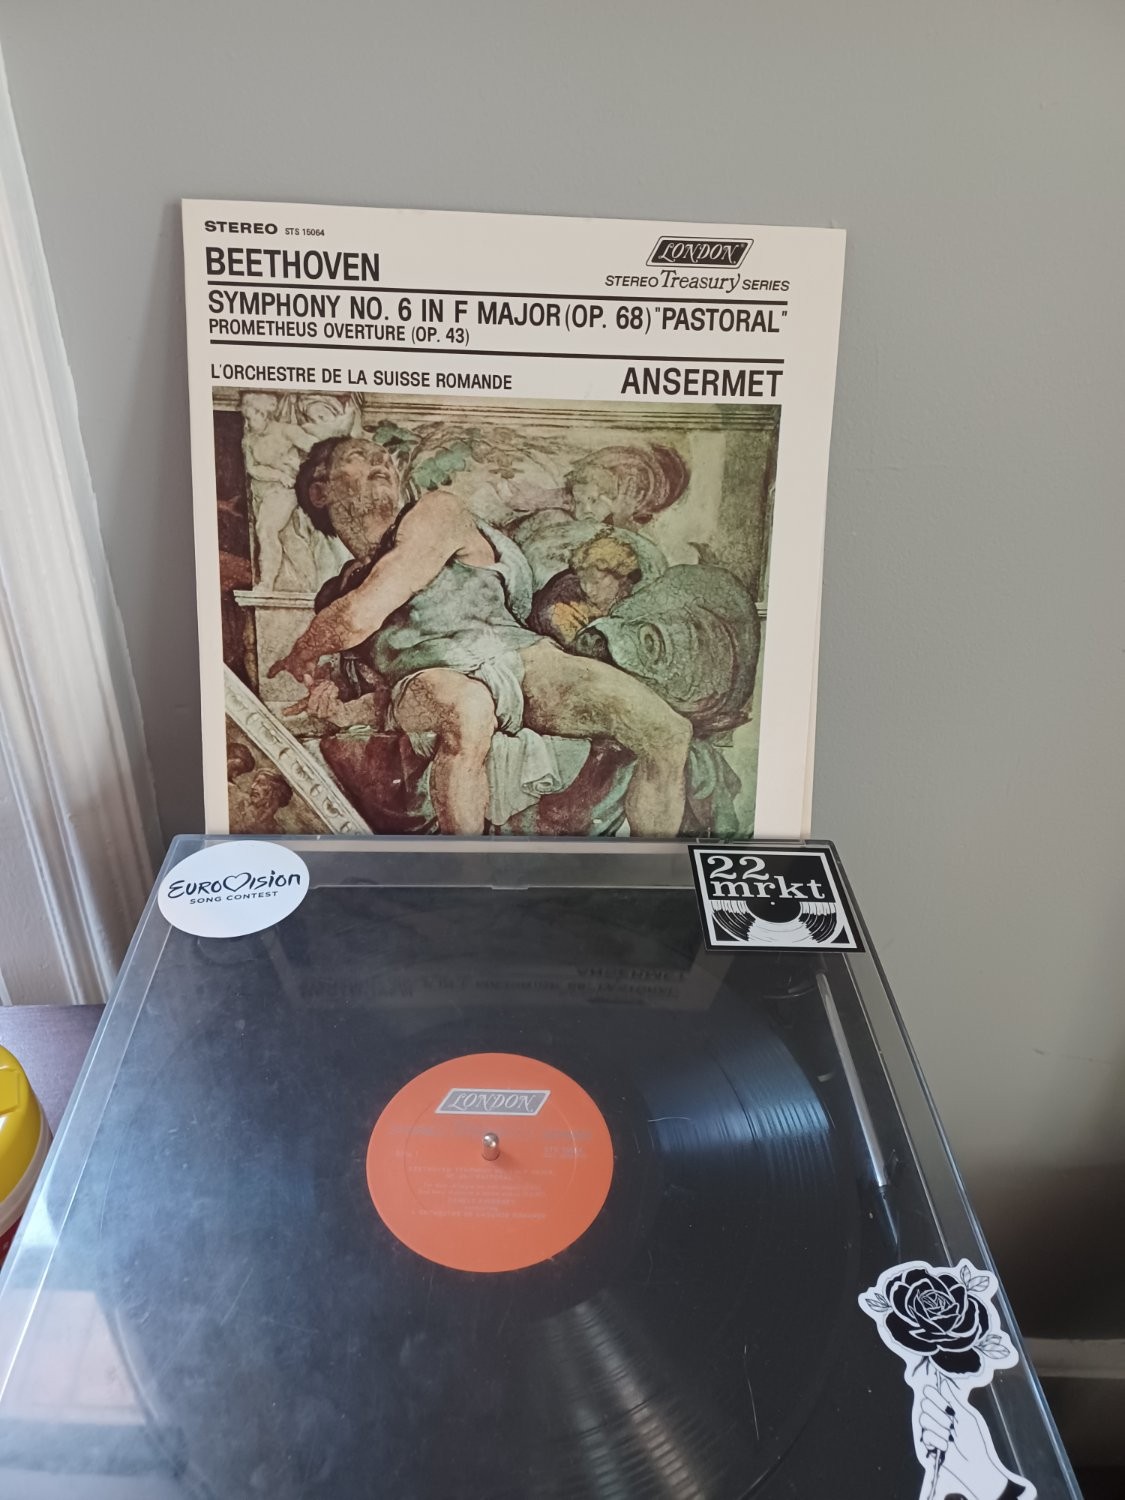 STEREO STS 15064
LONDON
BEETHOVEN
STEREO Treasury SERIES
SYMPHONY NO. 6 IN F MAJOR (OP. 68) "PASTORAL"
PROMETHEUS OVERTURE (OP. 43)
L'ORCHESTRE DE LA SUISSE ROMANDE
ANSERMET
EUROVISION
SONG CONTEST
22
mrkt
LONDON